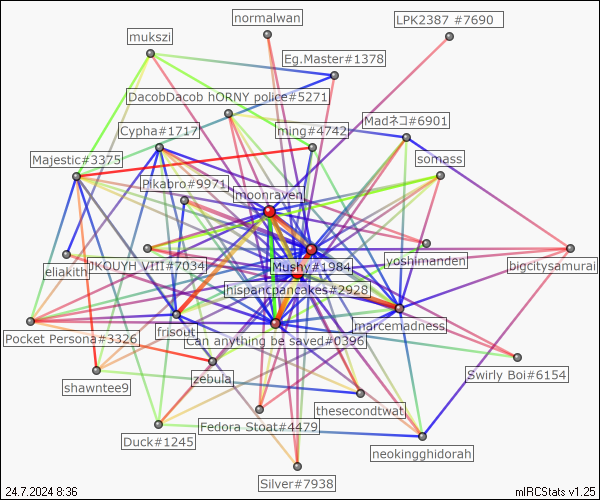 normalwan
LPK2387 #7690
mukszi
Eg.Master#1378
DacobDacob hORNY police#5271
Madネコ#6901
Cypha#1717
ming#4742
Majestic#3375
somass
Pikabro#9971
moonraven
eliakith
JKOUYH VIII#7034
Mushy#1984
yoshimanden
bigcitysamurai
hispancpancakes#2928
marcemadness
Pocket Persona#3326
frisout
Can anything be saved#0396
zebula
Swirly Boi#6154
shawntee9
thesecondtwat
Fedora Stoat#4479
Duck#1245
neokingghidorah
Silver#7938
24.7.2024 8:36
mIRCStats v1.25